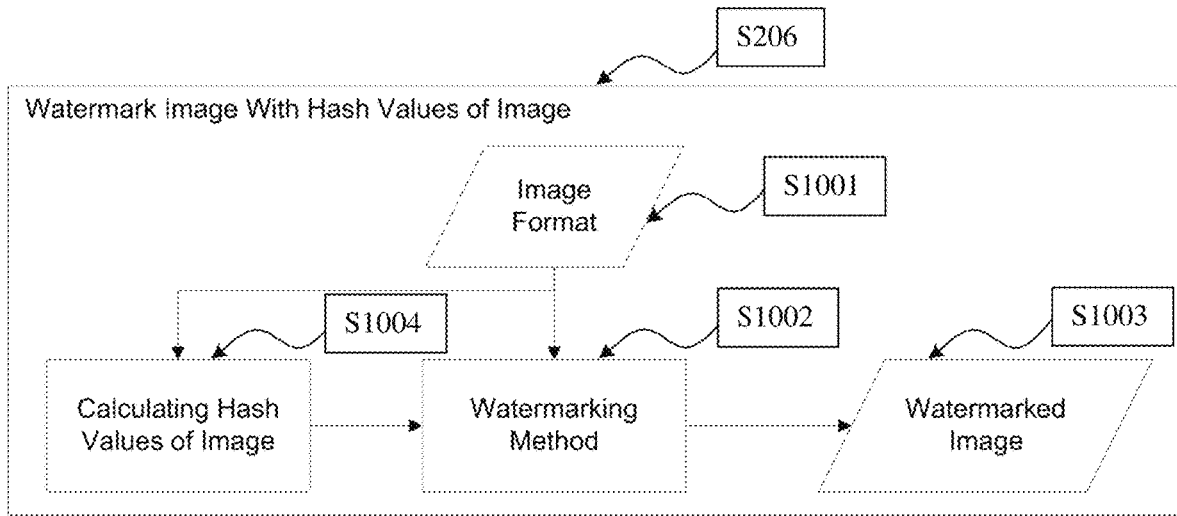 S206
Watermark Image With Hash Values of Image
Image
Format
S1001
S1004
S1002
S1003
Calculating Hash
Values of Image
Watermarking
Method
Watermarked
Image